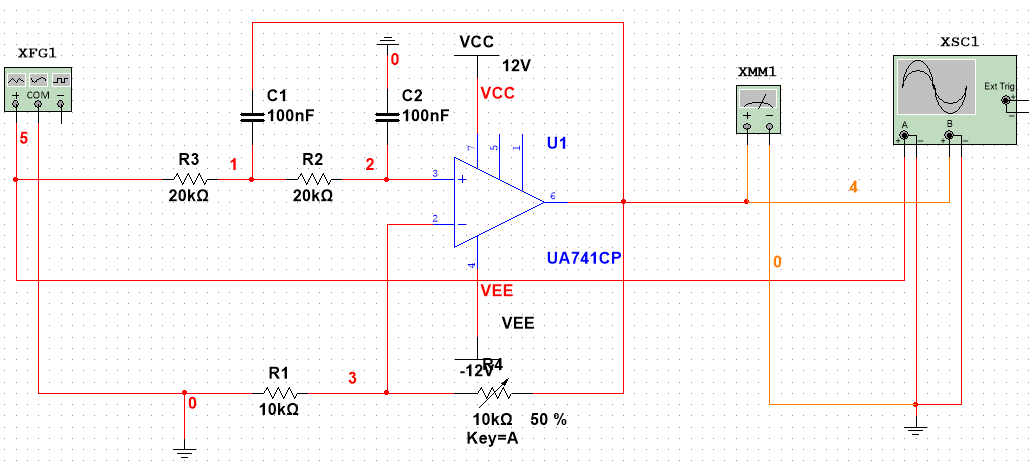 XFG1
COM
5
R3
20kΩ
1
C1
100nF
R2
20kΩ
0
C2
100nF
2
VCC
12V
VCC
7
5
1
U1
3
2
6
4
UA741CP
VEE
VEE
-12V
R4
10kΩ
50 %
Key=A
R1
10kΩ
3
0
XMM1
4
0
XSC1
Ext Trig
A
B